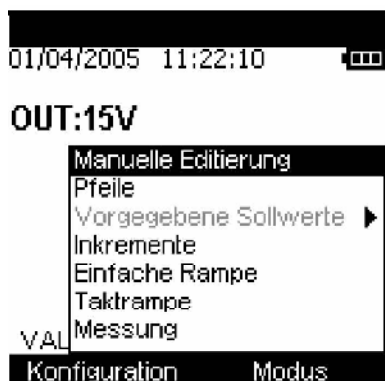 01/04/2005 11:22:10
OUT:15V
Manuelle Editierung
Pfeile
Vorgegebene Sollwerte
Inkremente
Einfache Rampe
Taktrampe
Messung
VAL
Konfiguration Modus